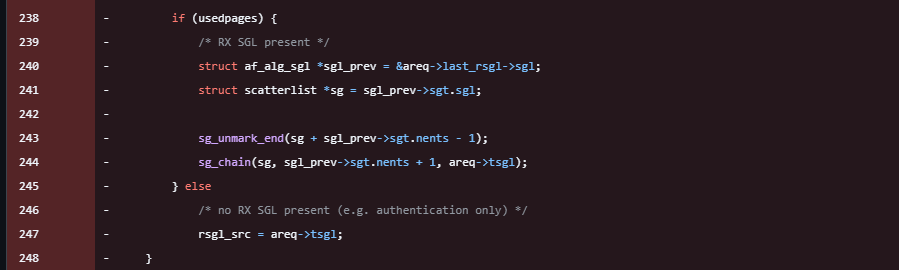 238 - if (usedpages) {
239 - /* RX SGL present */
240 - struct af_alg_sgl *sgl_prev = &areq->last_rsgl->sgl;
241 - struct scatterlist *sg = sgl_prev->sgt.sgl;
242 -
243 - sg_unmark_end(sg + sgl_prev->sgt.nents - 1);
244 - sg_chain(sg, sgl_prev->sgt.nents + 1, areq->tsgl);
245 - } else
246 - /* no RX SGL present (e.g. authentication only) */
247 - rsgl_src = areq->tsgl;
248 - }